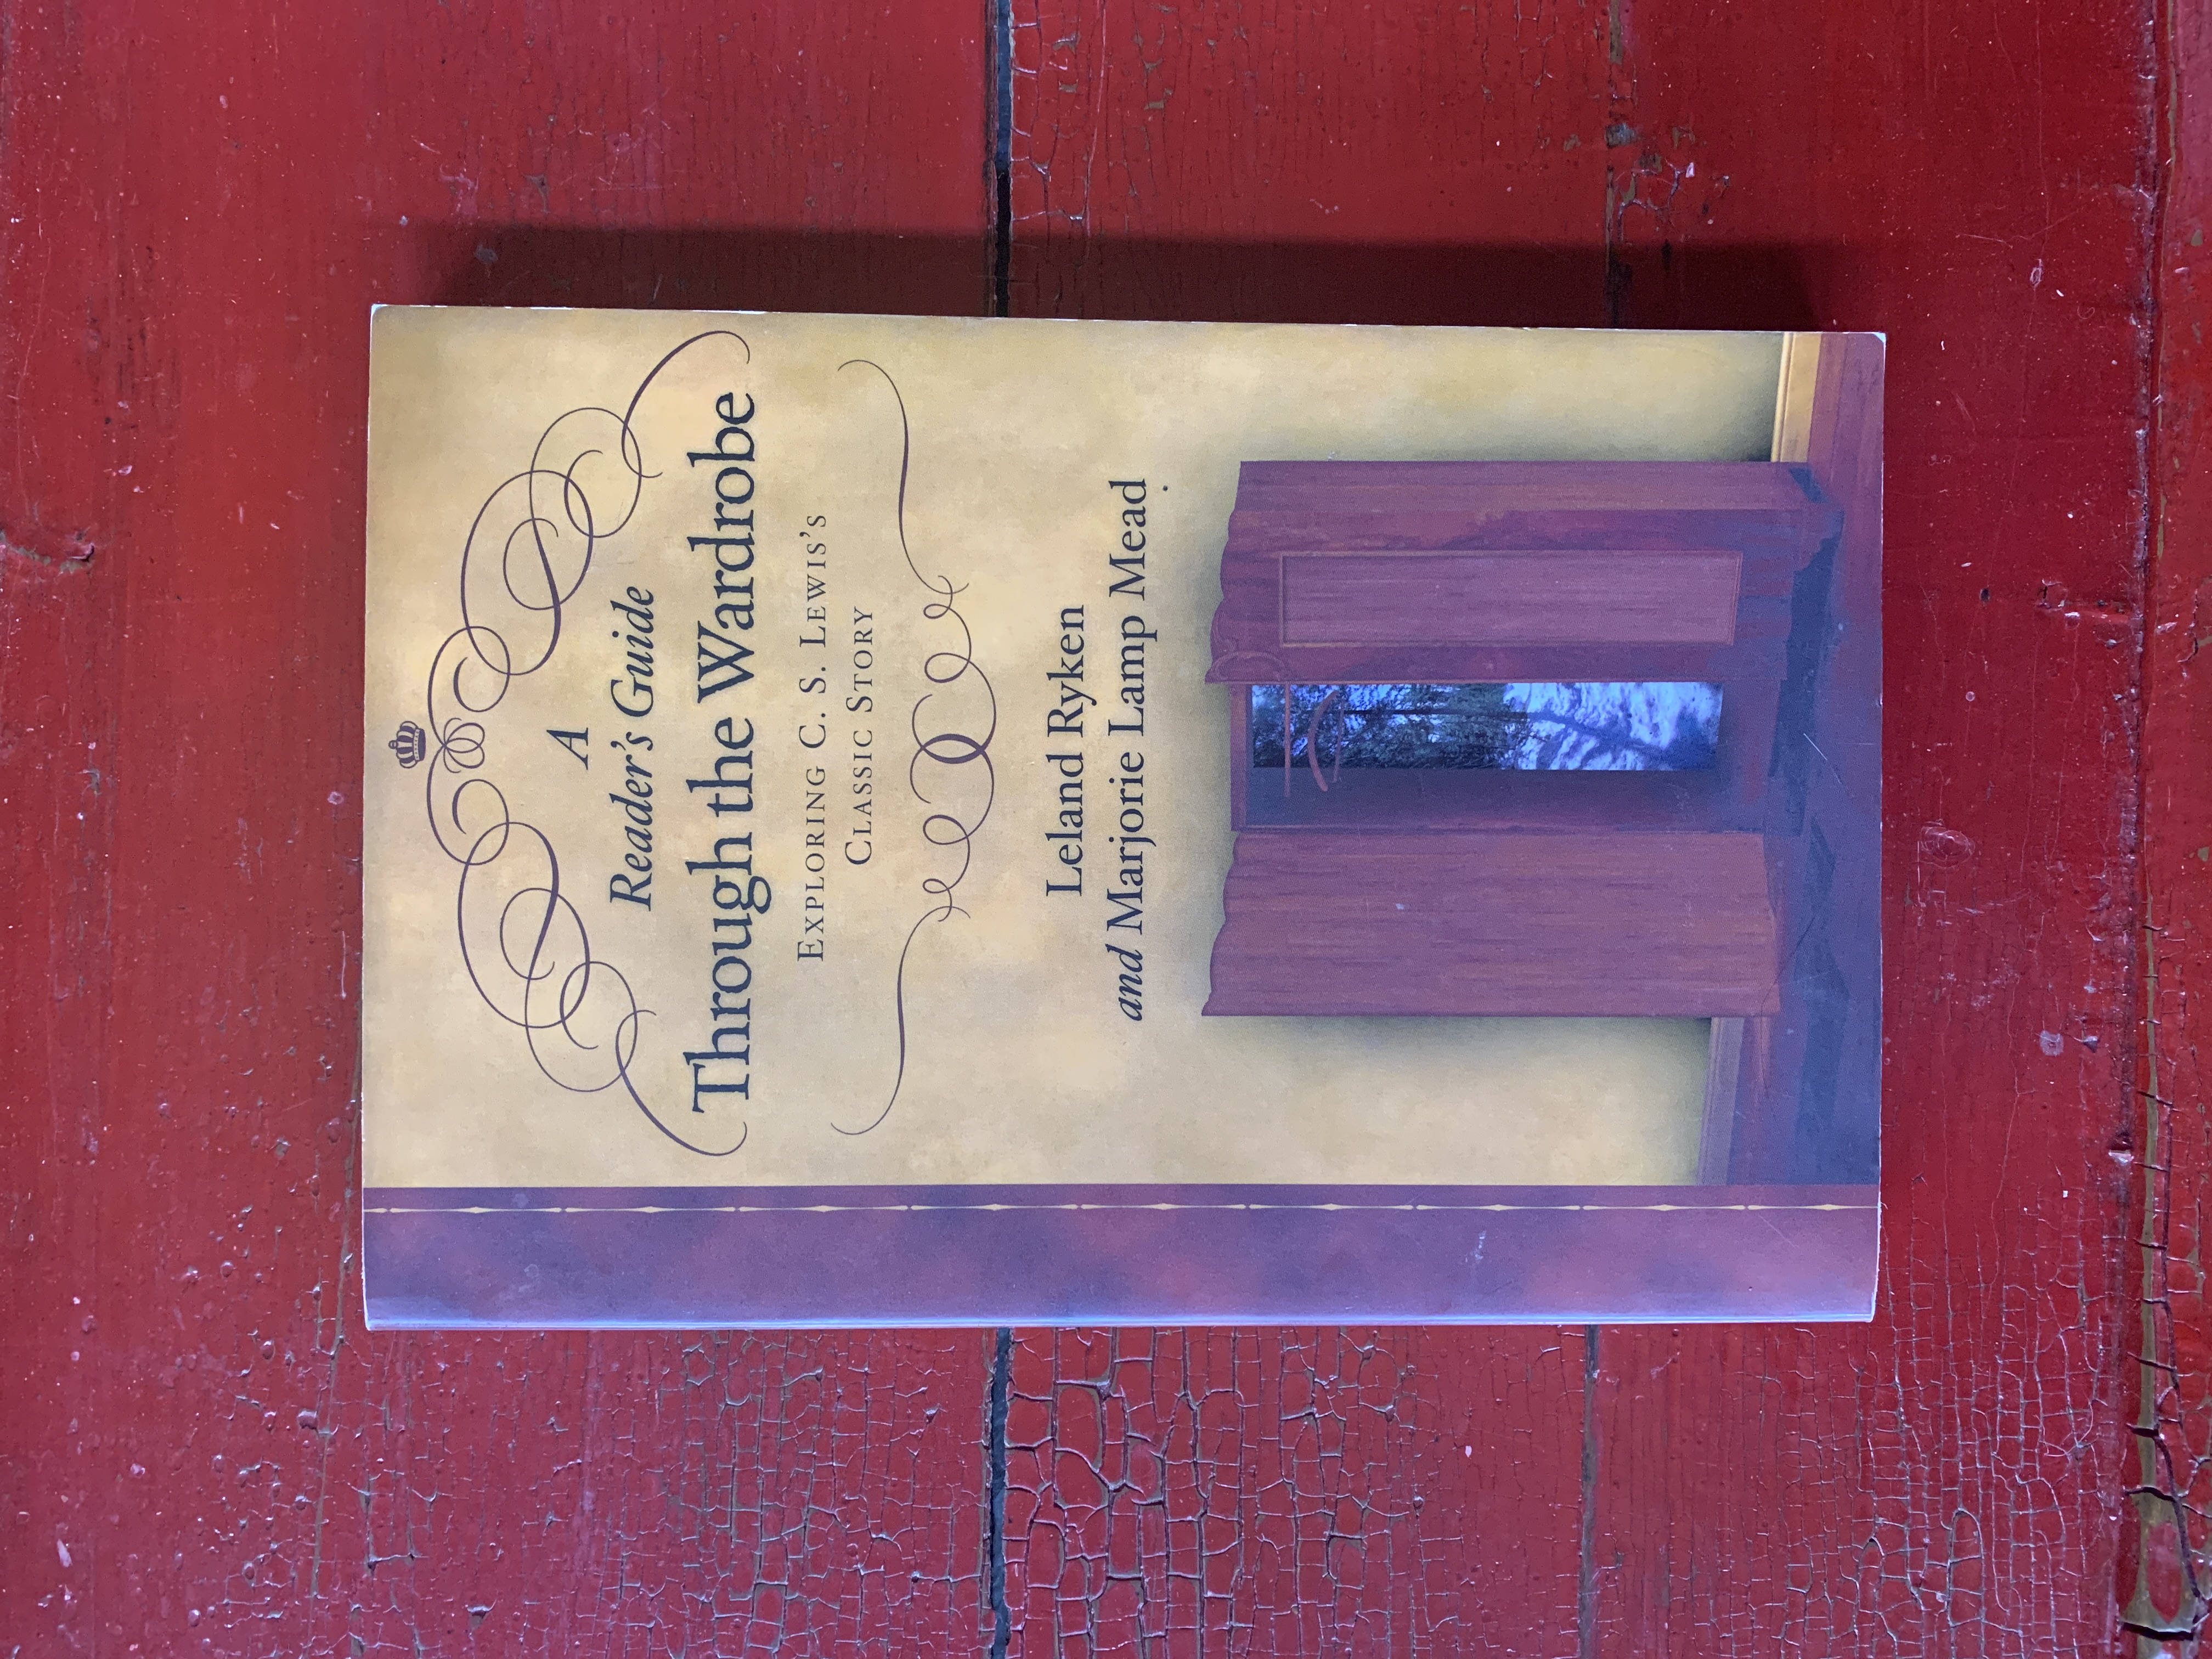 A
Reader's Guide
Through the Wardrobe
EXPLORING C. S. LEWIS'S
CLASSIC STORY
Leland Ryken
and Marjorie Lamp Mead